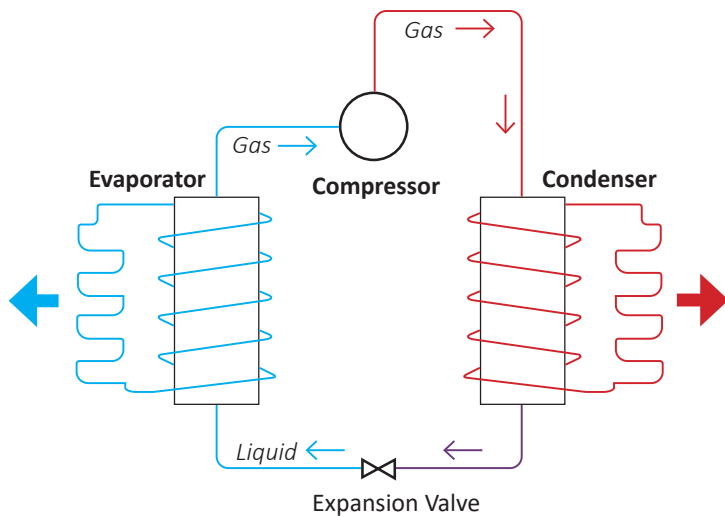 Gas
Gas
Evaporator
Compressor
Condenser
Liquid
Expansion Valve